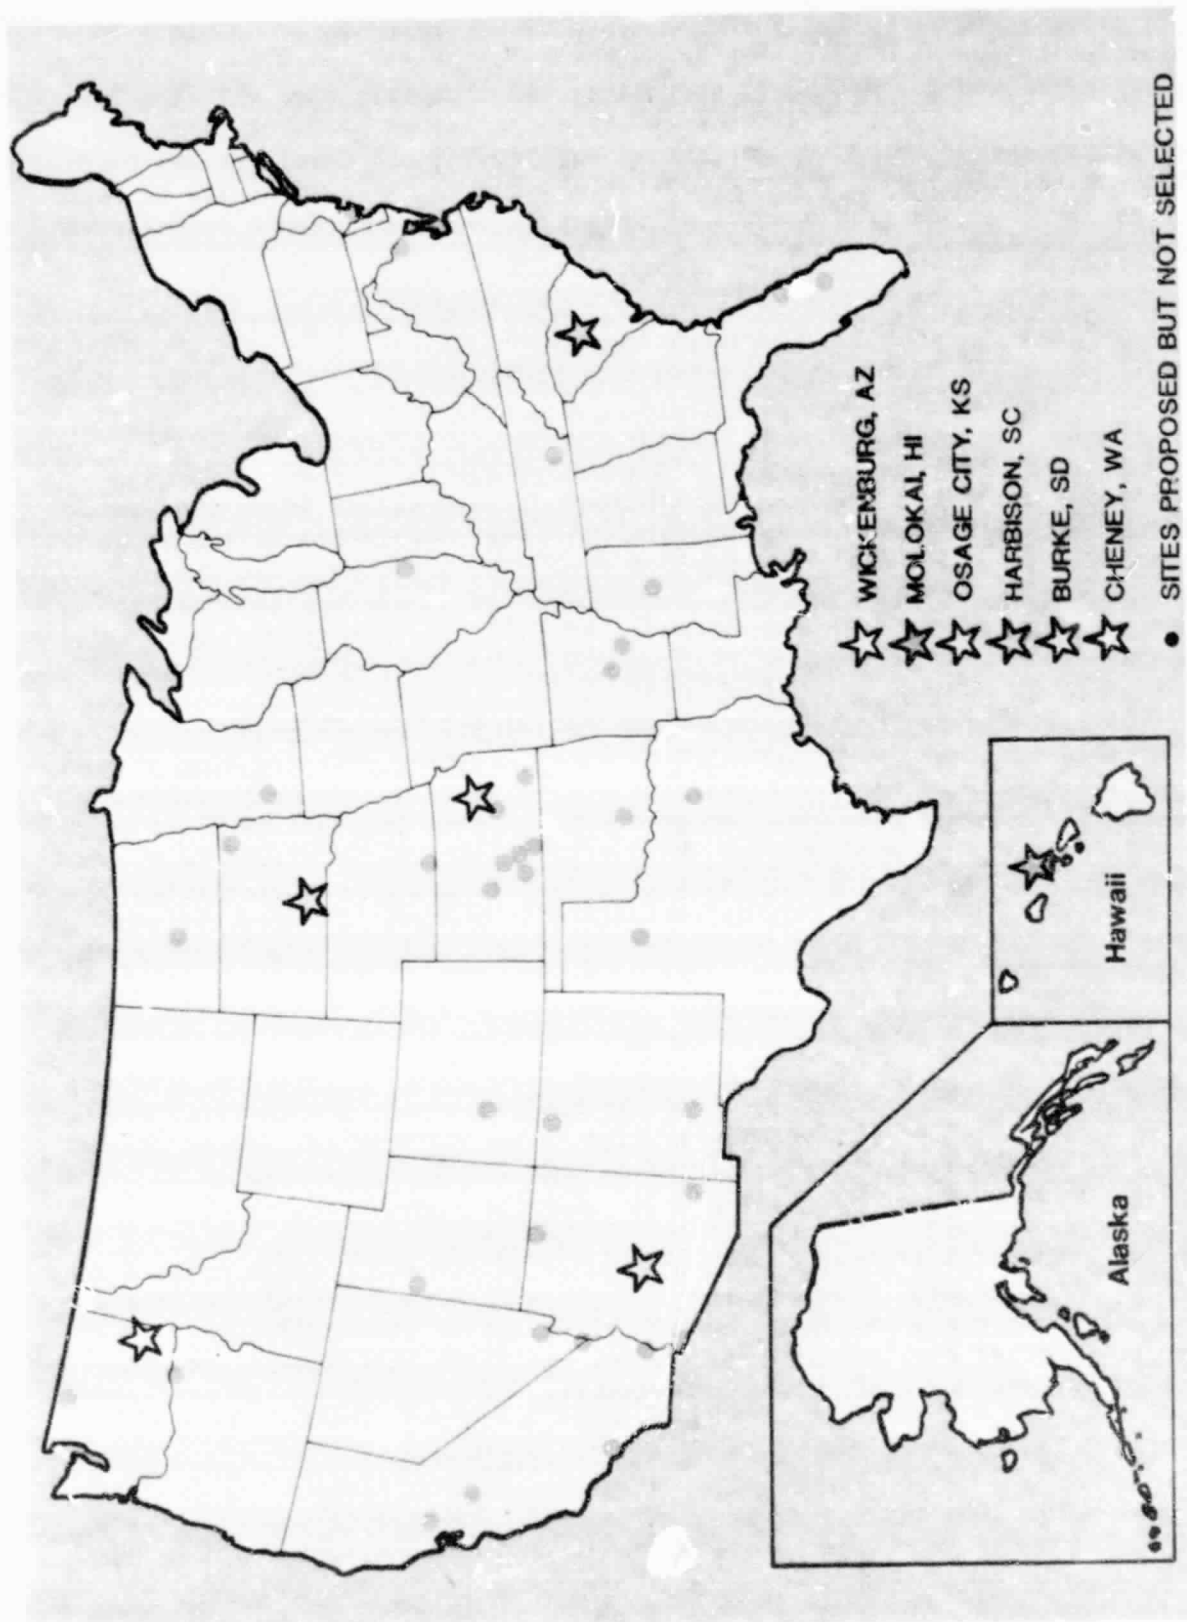 WICKENBURG, AZ
MOLOKAI, HI
OSAGE CITY, KS
HARBISON, SC
BURKE, SD
CHENEY, WA
SITES PROPOSED BUT NOT SELECTED
Alaska
Hawaii